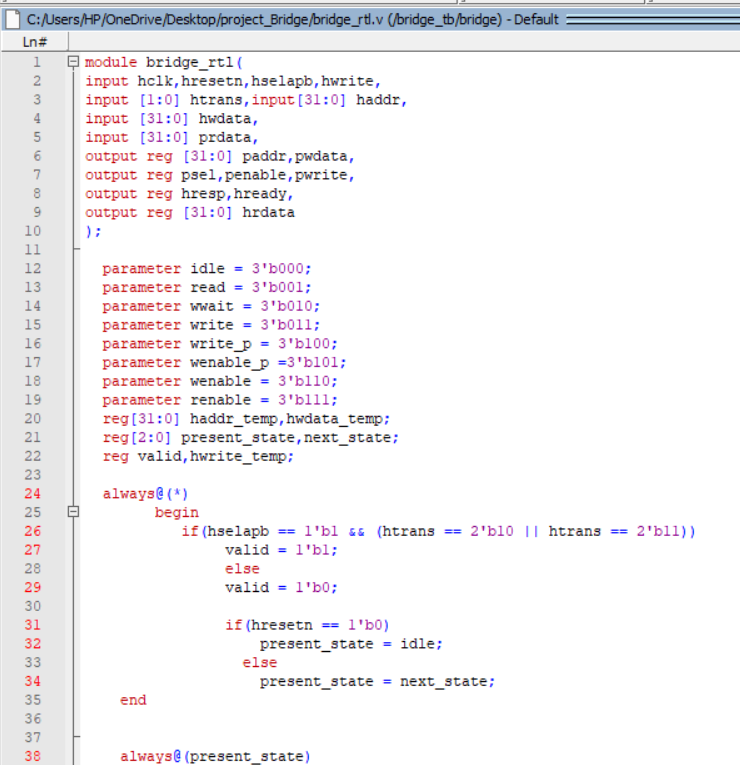 C:/Users/HP/OneDrive/Desktop/project_Bridge/bridge_rtl.v (/bridge_tb/bridge) - Default
Ln#
1 module bridge_rtl(
2 input hclk,hresetn,hselapb,hwrite,
3 input [1:0] htrans,input[31:0] haddr,
4 input [31:0] hwdata,
5 input [31:0] prdata,
6 output reg [31:0] paddr,pwdata,
7 output reg psel,penable,pwrite,
8 output reg hresp,hready,
9 output reg [31:0] hrdata
10 );
11
12 parameter idle = 3'b000;
13 parameter read = 3'b001;
14 parameter wwait = 3'b010;
15 parameter write = 3'b011;
16 parameter write_p = 3'b100;
17 parameter wenable_p =3'b101;
18 parameter wenable = 3'b110;
19 parameter renable = 3'b111;
20 reg[31:0] haddr_temp,hwdata_temp;
21 reg[2:0] present_state,next_state;
22 reg valid,hwrite_temp;
23
24 always@(*)
25 begin
26 if(hselapb == 1'b1 && (htrans == 2'b10 || htrans == 2'b11))
27 valid = 1'b1;
28 else
29 valid = 1'b0;
30
31 if(hresetn == 1'b0)
32 present_state = idle;
33 else
34 present_state = next_state;
35 end
36
37
38 always@(present_state)